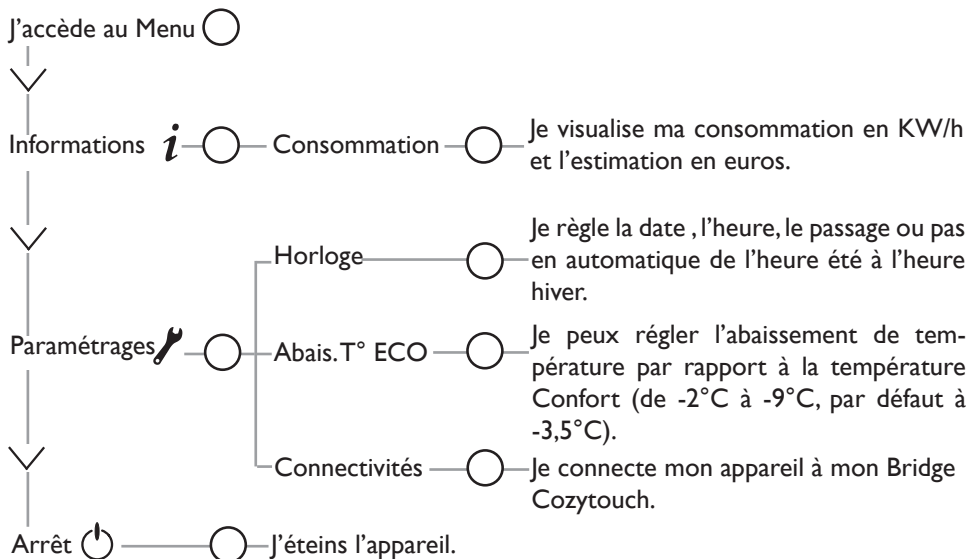 J'accède au Menu
Informations i Consommation
Je visualise ma consommation en KW/h
et l'estimation en euros.
Horloge
Je règle la date , l'heure, le passage ou pas
en automatique de l'heure été à l'heure
hiver.
Paramétrages
Abais.T° ECO
Je peux régler l'abaissement de tem-
pérature par rapport à la température
Confort (de -2°C à -9°C, par défaut à
-3,5°C).
Connectivités
Je connecte mon appareil à mon Bridge
Cozytouch.
Arrêt
J'éteins l'appareil.